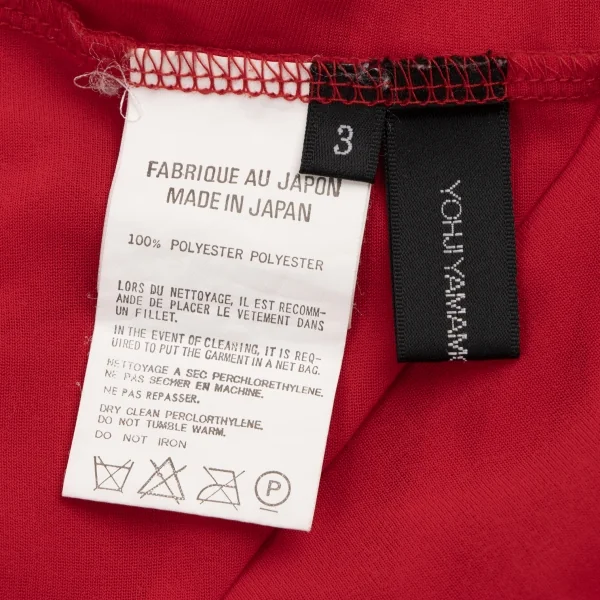 FABRIQUE AU JAPON
MADE IN JAPAN
100% POLYESTER POLYESTER
LORS DU NETTOYAGE, IL EST RECOMM-
ANDE DE PLACER LE VETEMENT DANS
UN FILLET.
IN THE EVENT OF CLEANING, IT IS REQ-
UIRED TO PUT THE GARMENT IN A NET BAG.
NETTOYAGE A SEC PERCHLORETHYLENE.
NE PAS SECHER EN MACHINE.
NE PAS REPASSER.
DRY CLEAN PERCLORTHYLENE.
DO NOT TUMBLE WARM.
DO NOT IRON
P
3
YOHJI YAMAM